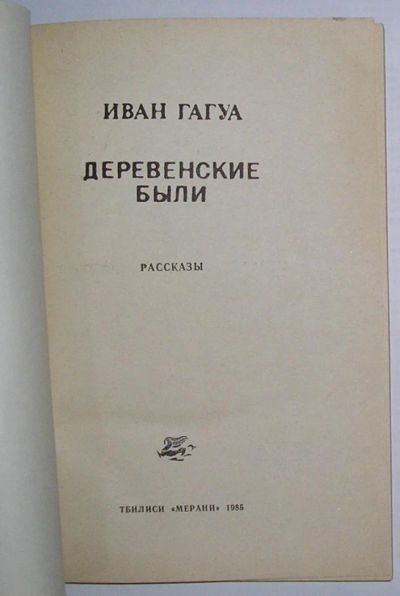 ИВАН ГАГУА
ДЕРЕВЕНСКИЕ
БЫЛИ
РАССКАЗЫ
ТБИЛИСИ «МЕРАНИ» 1985